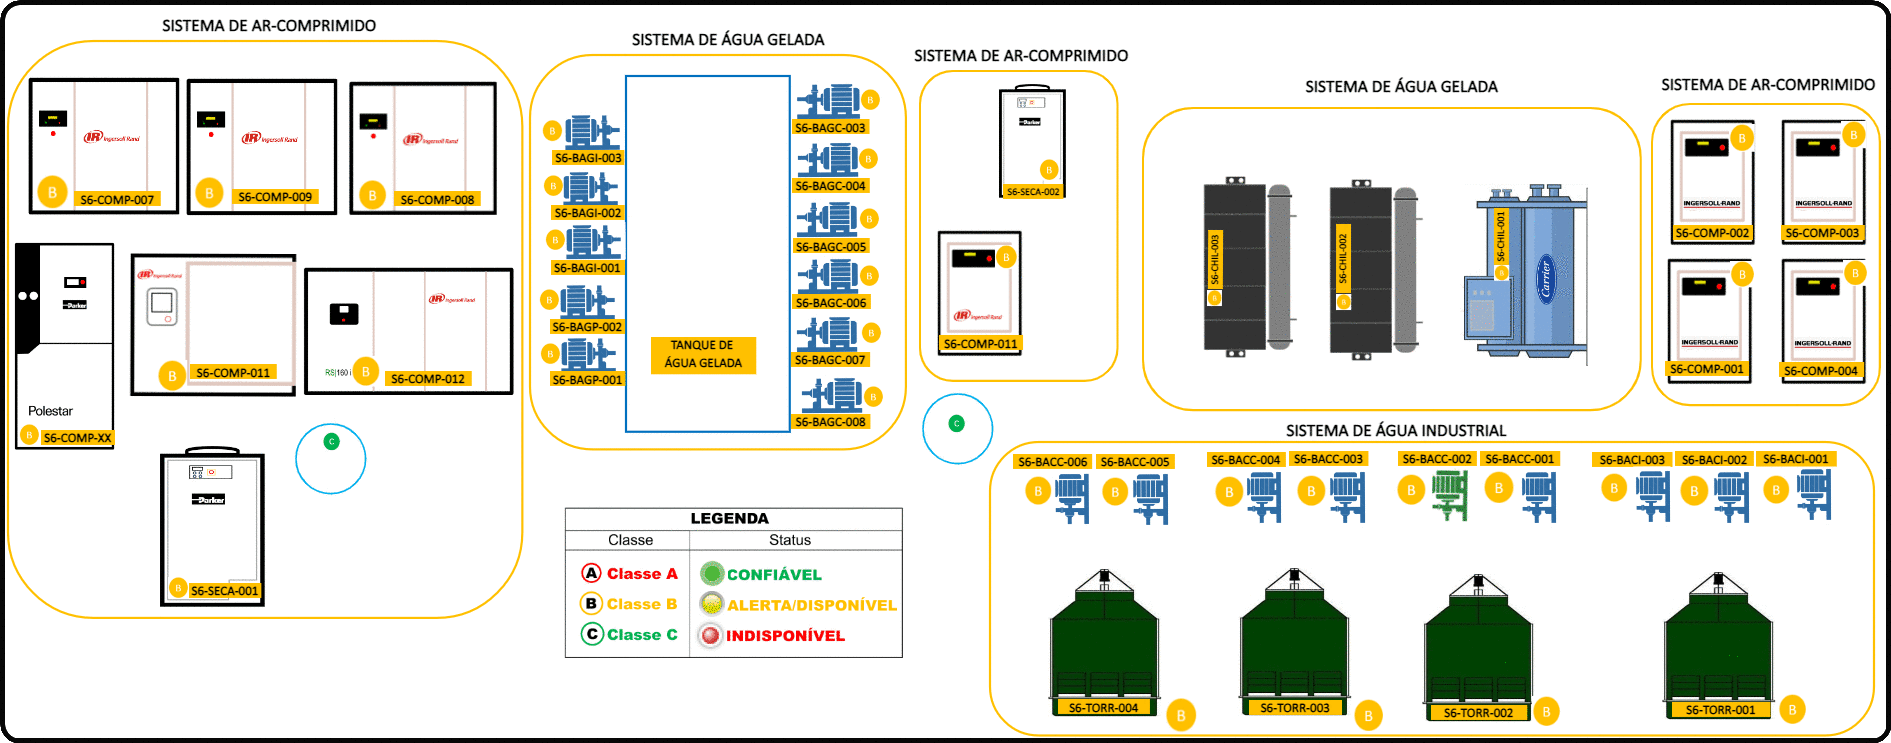 SISTEMA DE AR-COMPRIMIDO
IR Ingersoll Rand
B
S6-COMP-007
IR Ingersoll Rand
B
S6-COMP-009
IR Ingersoll Rand
B
S6-COMP-008
Parker
Polestar
B
S6-COMP-XX
IR Ingersoll Rand
B
S6-COMP-011
IR Ingersoll Rand
RS|160 i
B
S6-COMP-012
Parker
B
S6-SECA-001
C
SISTEMA DE ÁGUA GELADA
B
S6-BAGI-003
B
S6-BAGI-002
B
S6-BAGI-001
B
S6-BAGP-002
B
S6-BAGP-001
TANQUE DE
ÁGUA GELADA
B
S6-BAGC-003
B
S6-BAGC-004
B
S6-BAGC-005
B
S6-BAGC-006
B
S6-BAGC-007
B
S6-BAGC-008
SISTEMA DE AR-COMPRIMIDO
Parker
B
S6-SECA-002
B
IR Ingersoll Rand
S6-COMP-011
C
SISTEMA DE ÁGUA GELADA
S6-CHIL-003
B
S6-CHIL-002
B
S6-CHIL-001
B
Carrier
SISTEMA DE AR-COMPRIMIDO
B
INGERSOLL-RAND
S6-COMP-002
B
INGERSOLL-RAND
S6-COMP-003
B
INGERSOLL-RAND
S6-COMP-001
B
INGERSOLL-RAND
S6-COMP-004
SISTEMA DE ÁGUA INDUSTRIAL
S6-BACC-006
B
S6-BACC-005
B
S6-BACC-004
B
S6-BACC-003
B
S6-BACC-002
B
S6-BACC-001
B
S6-BACI-003
B
S6-BACI-002
B
S6-BACI-001
B
S6-TORR-004
B
S6-TORR-003
B
S6-TORR-002
B
S6-TORR-001
B
LEGENDA
Classe Status
A Classe A CONFIÁVEL
B Classe B ALERTA/DISPONÍVEL
C Classe C INDISPONÍVEL